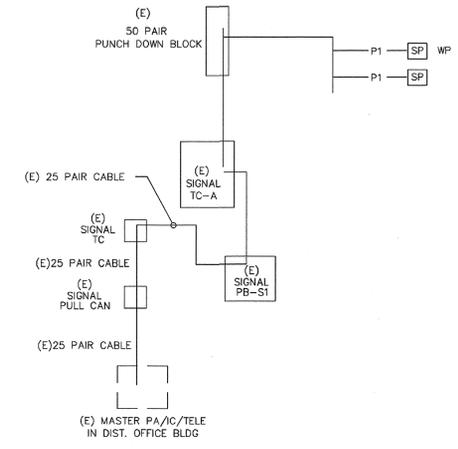 (E)
50 PAIR
PUNCH DOWN BLOCK
P1 SP WP
P1 SP
(E)
SIGNAL
TC-A
(E) 25 PAIR CABLE
(E)
SIGNAL
TC
(E)25 PAIR CABLE
(E)
SIGNAL
PB-S1
(E)
SIGNAL
PULL CAN
(E)25 PAIR CABLE
(E) MASTER PA/IC/TELE
IN DIST. OFFICE BLDG